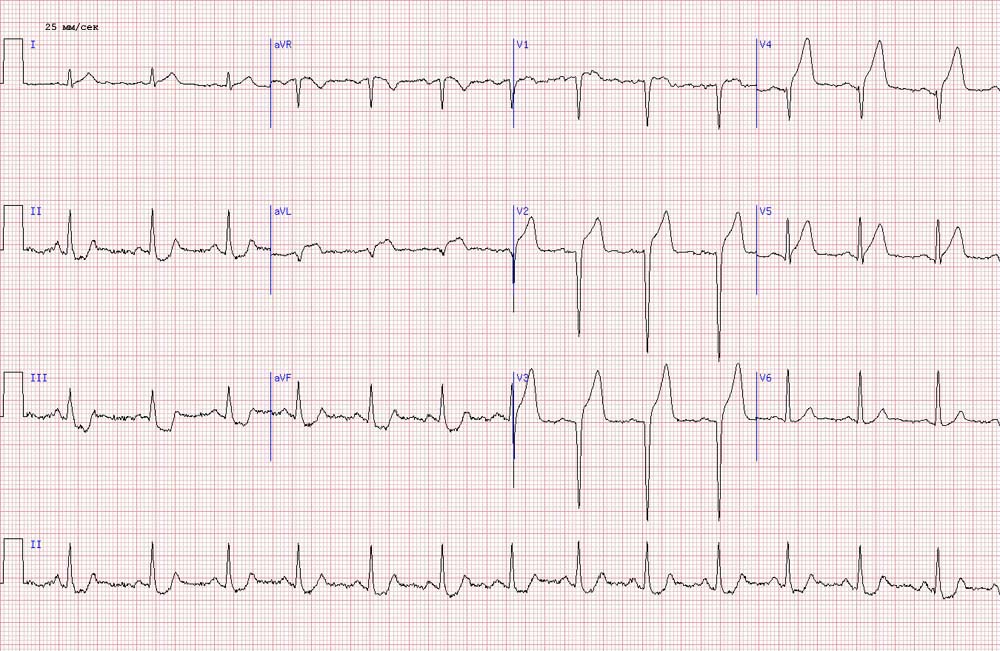 25 мм/сек
I aVR V1 V4
II aVL V2 V5
III aVF V3 V6
II